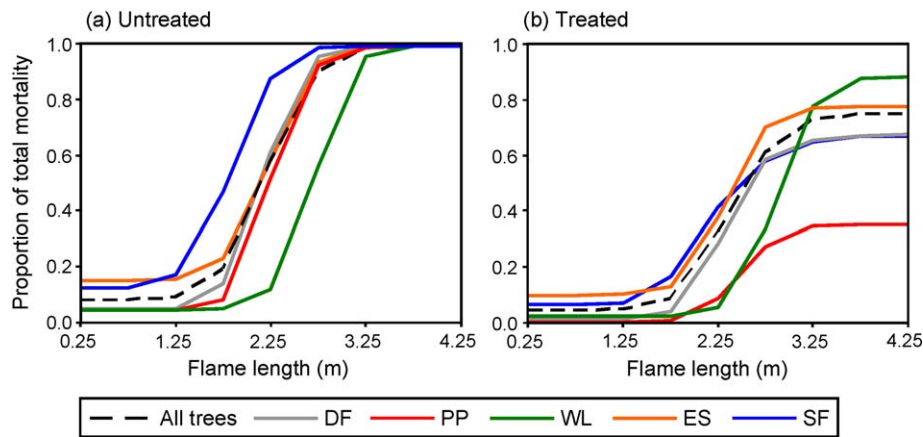 (a) Untreated
(b) Treated
Proportion of total mortality
1.0
0.8
0.6
0.4
0.2
0.0
0.25 1.25 2.25 3.25 4.25
Flame length (m)
1.0
0.8
0.6
0.4
0.2
0.0
0.25 1.25 2.25 3.25 4.25
Flame length (m)
All trees DF PP WL ES SF